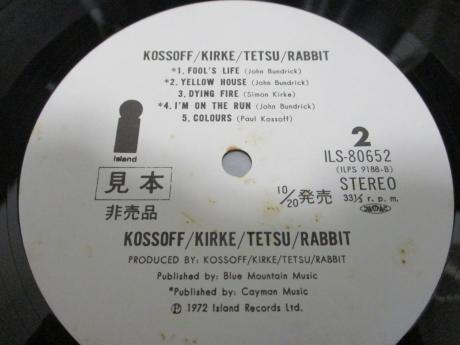 KOSSOFF/KIRKE/TETSU/RABBIT
*1. FOOL'S LIFE (John Bundrick)
*2. YELLOW HOUSE (John Bundrick)
3. DYING FIRE (Simon Kirke)
*4. I'M ON THE RUN (John Bundrick)
5. COLOURS (Paul Kossoff)
island
2
ILS-80652
(ILPS 9188-B)
見本
非売品
10/20発売
STEREO
33⅓ r.p.m.
KOSSOFF/KIRKE/TETSU/RABBIT
PRODUCED BY: KOSSOFF/KIRKE/TETSU/RABBIT
Published by: Blue Mountain Music
*Published by: Cayman Music
Ⓟ 1972 Island Records Ltd.